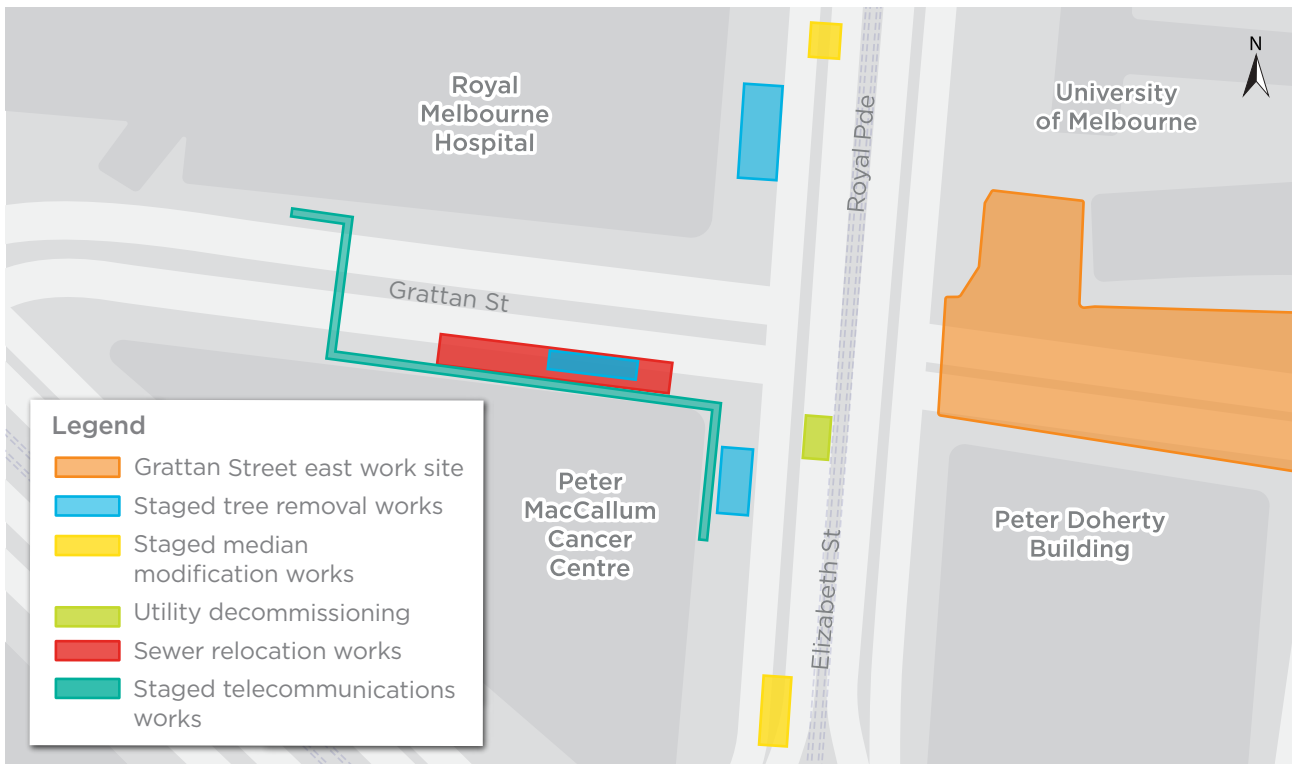 N
Royal
Melbourne
Hospital
University
of Melbourne
Royal Pde
Grattan St
Peter
MacCallum
Cancer
Centre
Peter Doherty
Building
Elizabeth St
Legend
Grattan Street east work site
Staged tree removal works
Staged median
modification works
Utility decommissioning
Sewer relocation works
Staged telecommunications
works